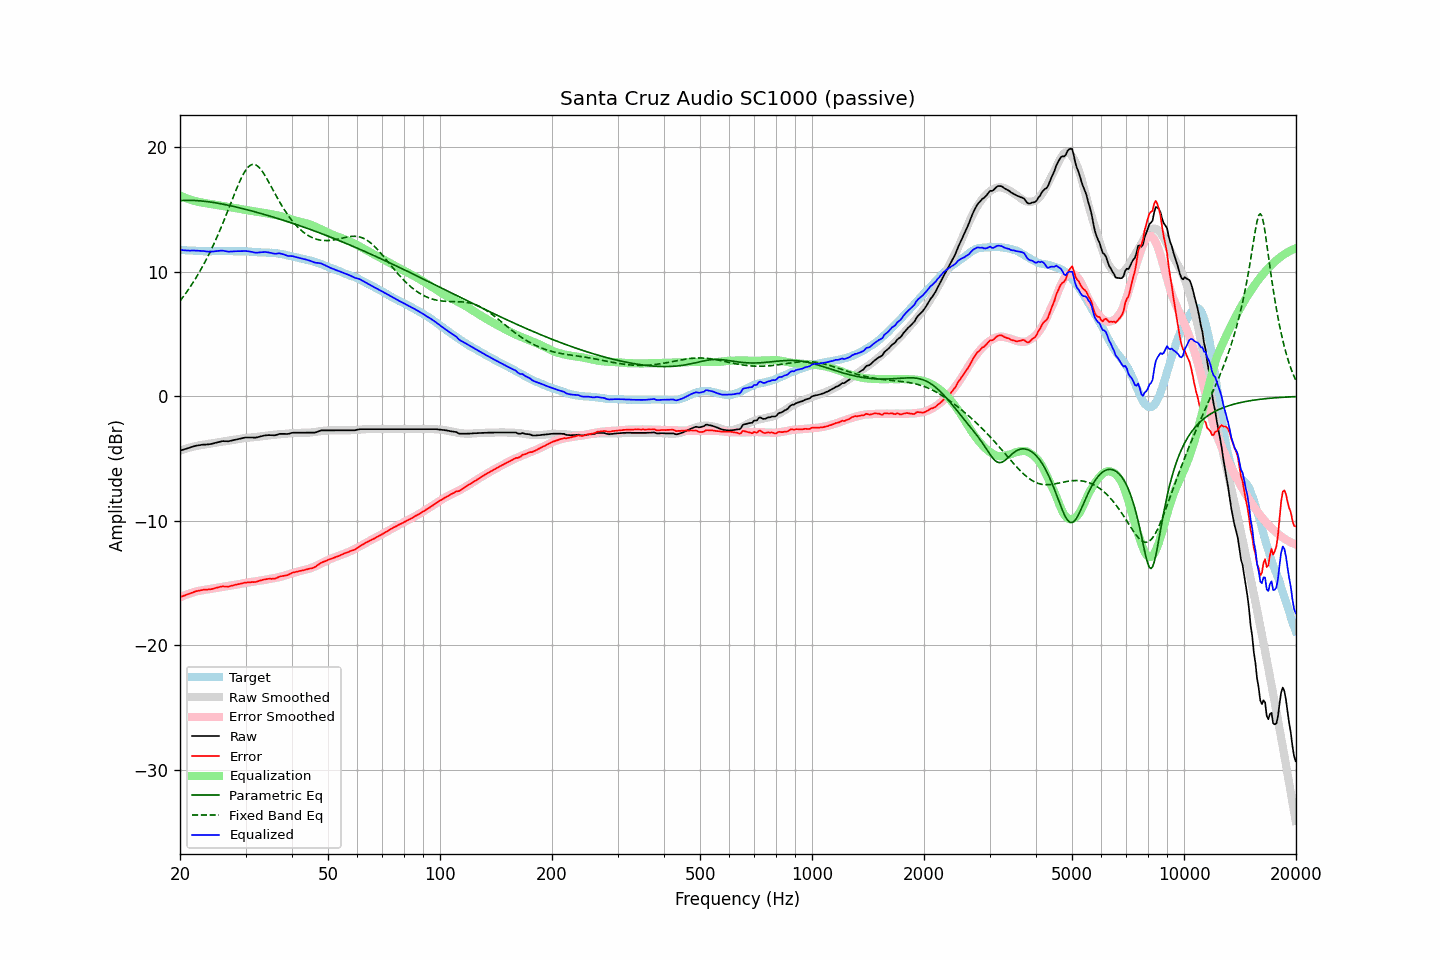 Santa Cruz Audio SC1000 (passive)
20
10
0
−10
−20
−30
Amplitude (dBr)
Target
Raw Smoothed
Error Smoothed
Raw
Error
Equalization
Parametric Eq
Fixed Band Eq
Equalized
20 50 100 200 500 1000 2000 5000 10000 20000
Frequency (Hz)